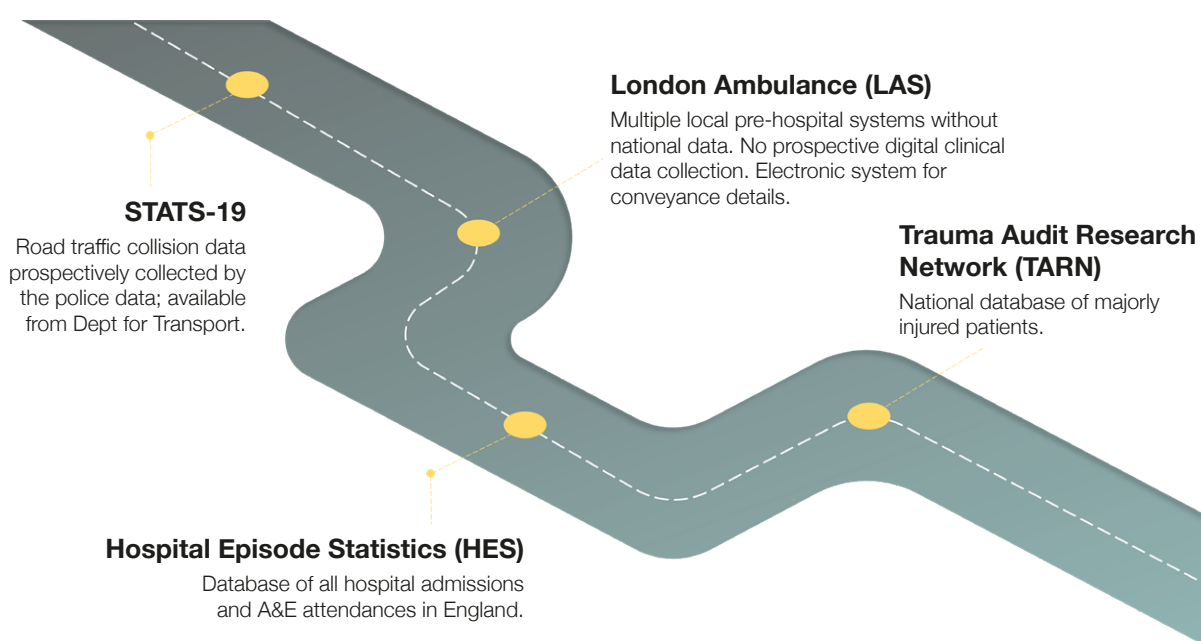 London Ambulance (LAS)
Multiple local pre-hospital systems without
national data. No prospective digital clinical
data collection. Electronic system for
conveyance details.
STATS-19
Road traffic collision data
prospectively collected by
the police data; available
from Dept for Transport.
Trauma Audit Research
Network (TARN)
National database of majorly
injured patients.
Hospital Episode Statistics (HES)
Database of all hospital admissions
and A&E attendances in England.